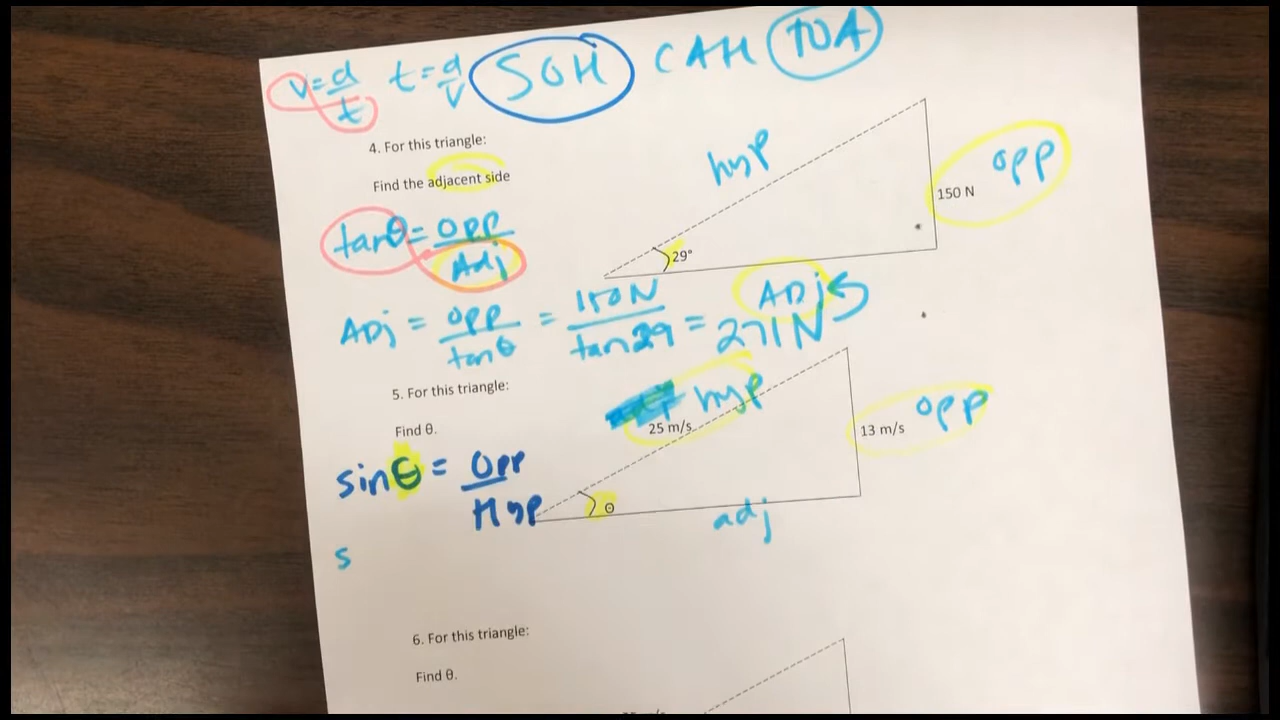 v = d/t t = d/v SOH CAH TOA
4. For this triangle:
Find the adjacent side
hyp
150 N opp
29°
tanθ = opp/Adj
ADj
Adj = opp/tanθ = 150N/tan29 = 271N
5. For this triangle:
Find θ.
hyp
25 m/s
13 m/s opp
sinθ = Opp/Hyp
θ
adj
s
6. For this triangle:
Find θ.